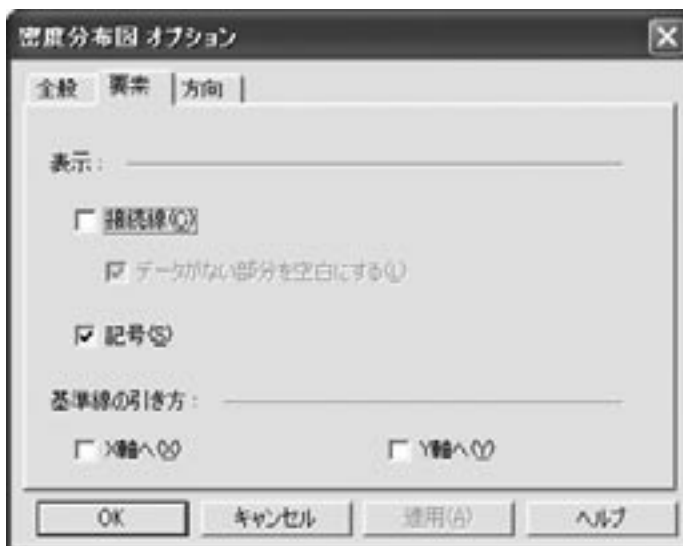 密度分布図 オプション
全般 要素 方向
表示:
接続線(C)
データがない部分を空白にする(L)
記号(S)
基準線の引き方:
X軸へ(X) Y軸へ(Y)
OK キャンセル 適用(A) ヘルプ